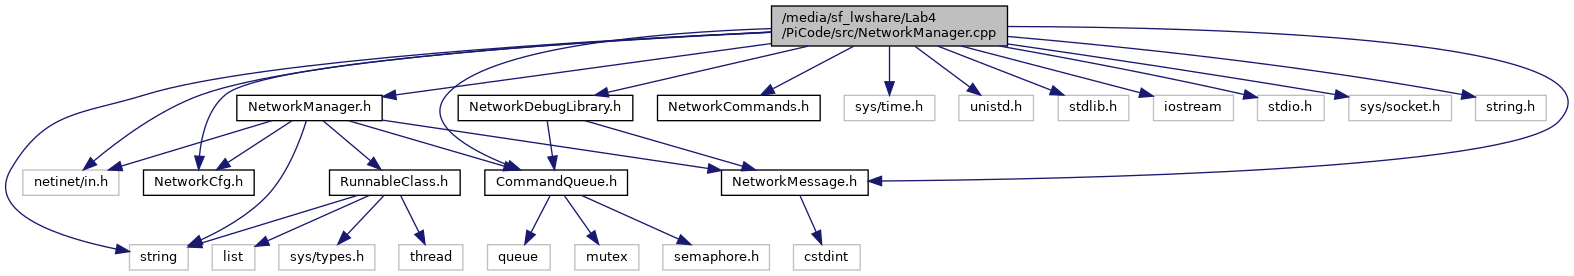 /media/sf_lwshare/Lab4
/PiCode/src/NetworkManager.cpp
NetworkManager.h
NetworkDebugLibrary.h
NetworkCommands.h
sys/time.h
unistd.h
stdlib.h
iostream
stdio.h
sys/socket.h
string.h
netinet/in.h
NetworkCfg.h
RunnableClass.h
CommandQueue.h
NetworkMessage.h
string
list
sys/types.h
thread
queue
mutex
semaphore.h
cstdint